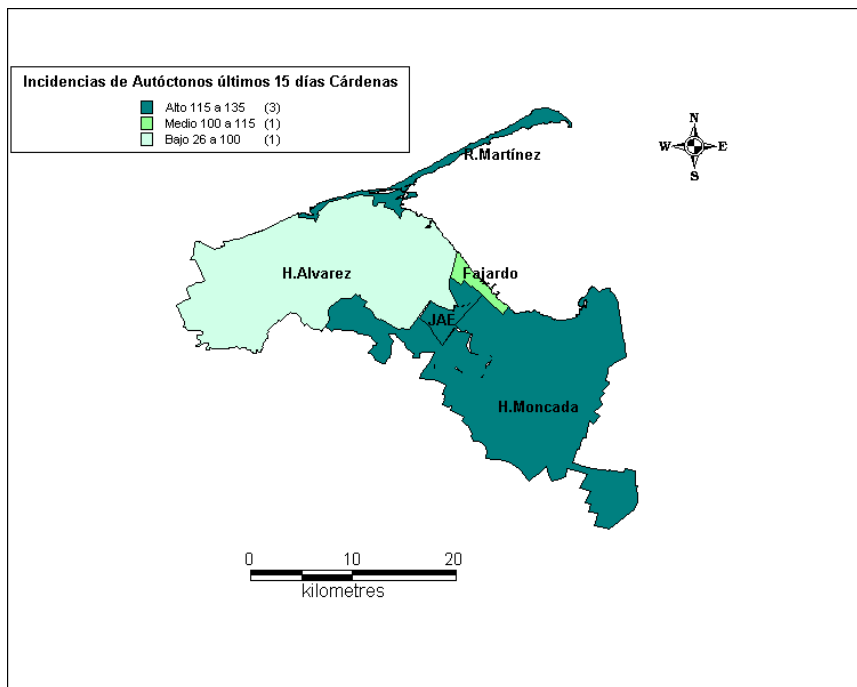 Incidencias de Autóctonos últimos 15 días Cárdenas
Alto 115 a 135 (3)
Medio 100 a 115 (1)
Bajo 26 a 100 (1)
N
W E
S
R.Martínez
H.Alvarez
Fajardo
JAE
H.Moncada
0 10 20
kilometres